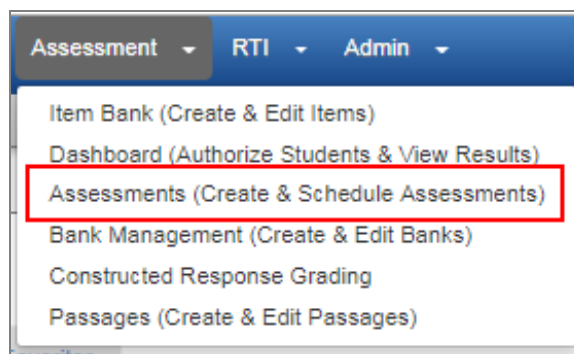 Assessment RTI Admin
Item Bank (Create & Edit Items)
Dashboard (Authorize Students & View Results)
Assessments (Create & Schedule Assessments)
Bank Management (Create & Edit Banks)
Constructed Response Grading
Passages (Create & Edit Passages)